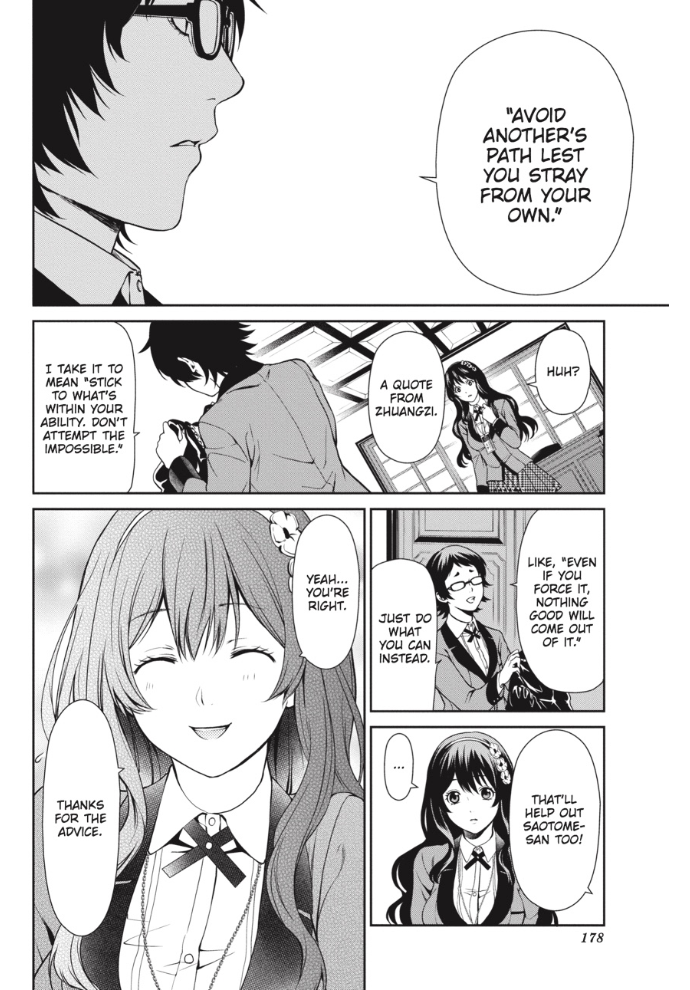 "AVOID
ANOTHER'S
PATH LEST
YOU STRAY
FROM YOUR
OWN."
HUH?
A QUOTE
FROM
ZHUANGZI.
I TAKE IT TO
MEAN "STICK
TO WHAT'S
WITHIN YOUR
ABILITY. DON'T
ATTEMPT THE
IMPOSSIBLE."
LIKE, "EVEN
IF YOU
FORCE IT,
NOTHING
GOOD WILL
COME OUT
OF IT."
JUST DO
WHAT
YOU CAN
INSTEAD.
THAT'LL
HELP OUT
SAOTOME-
SAN TOO!
...
YEAH...
YOU'RE
RIGHT.
THANKS
FOR THE
ADVICE.
178